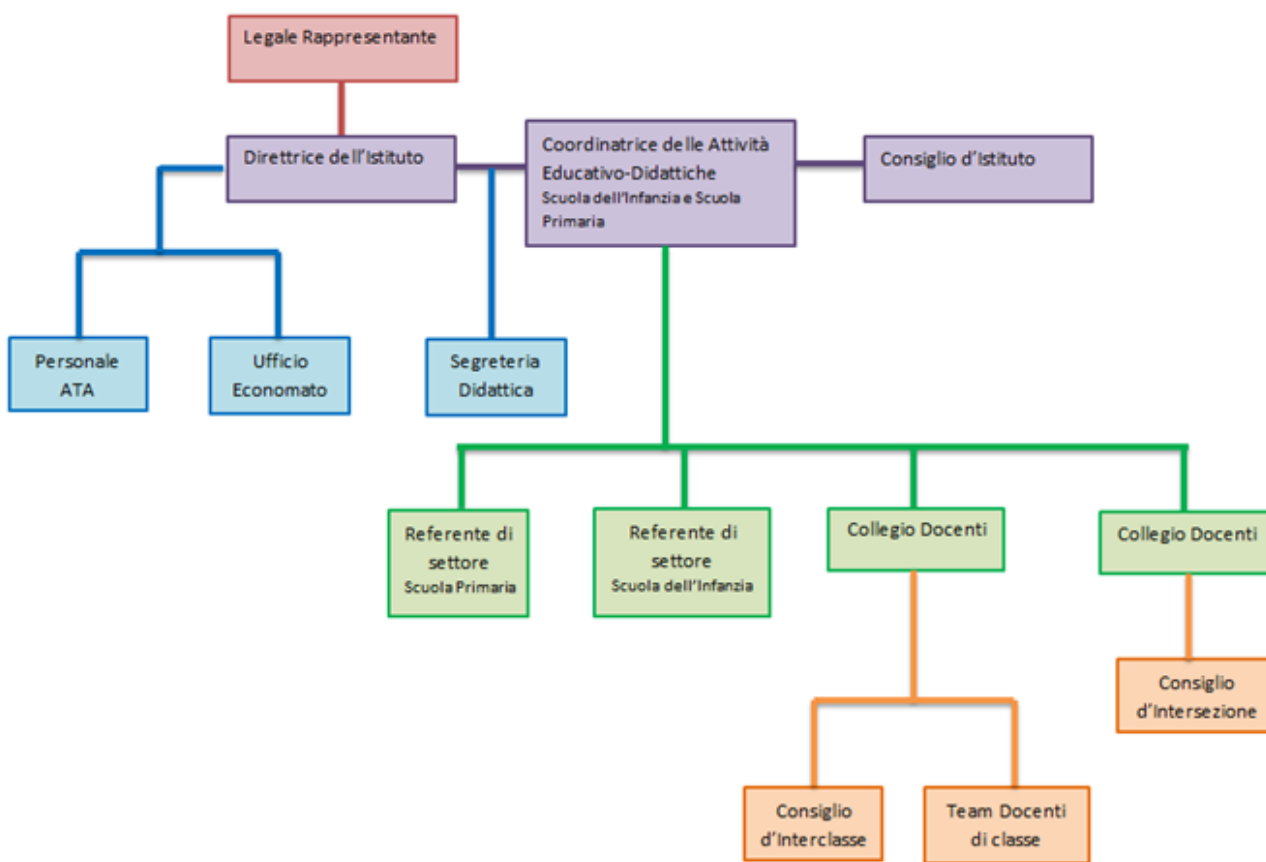 Legale Rappresentante
Direttrice dell'Istituto
Coordinatrice delle Attività
Educativo-Didattiche
Scuola dell'Infanzia e Scuola
Primaria
Consiglio d'Istituto
Personale
ATA
Ufficio
Economato
Segreteria
Didattica
Referente di
settore
Scuola Primaria
Referente di
settore
Scuola dell'Infanzia
Collegio Docenti
Collegio Docenti
Consiglio
d'Intersezione
Consiglio
d'Interclasse
Team Docenti
di classe